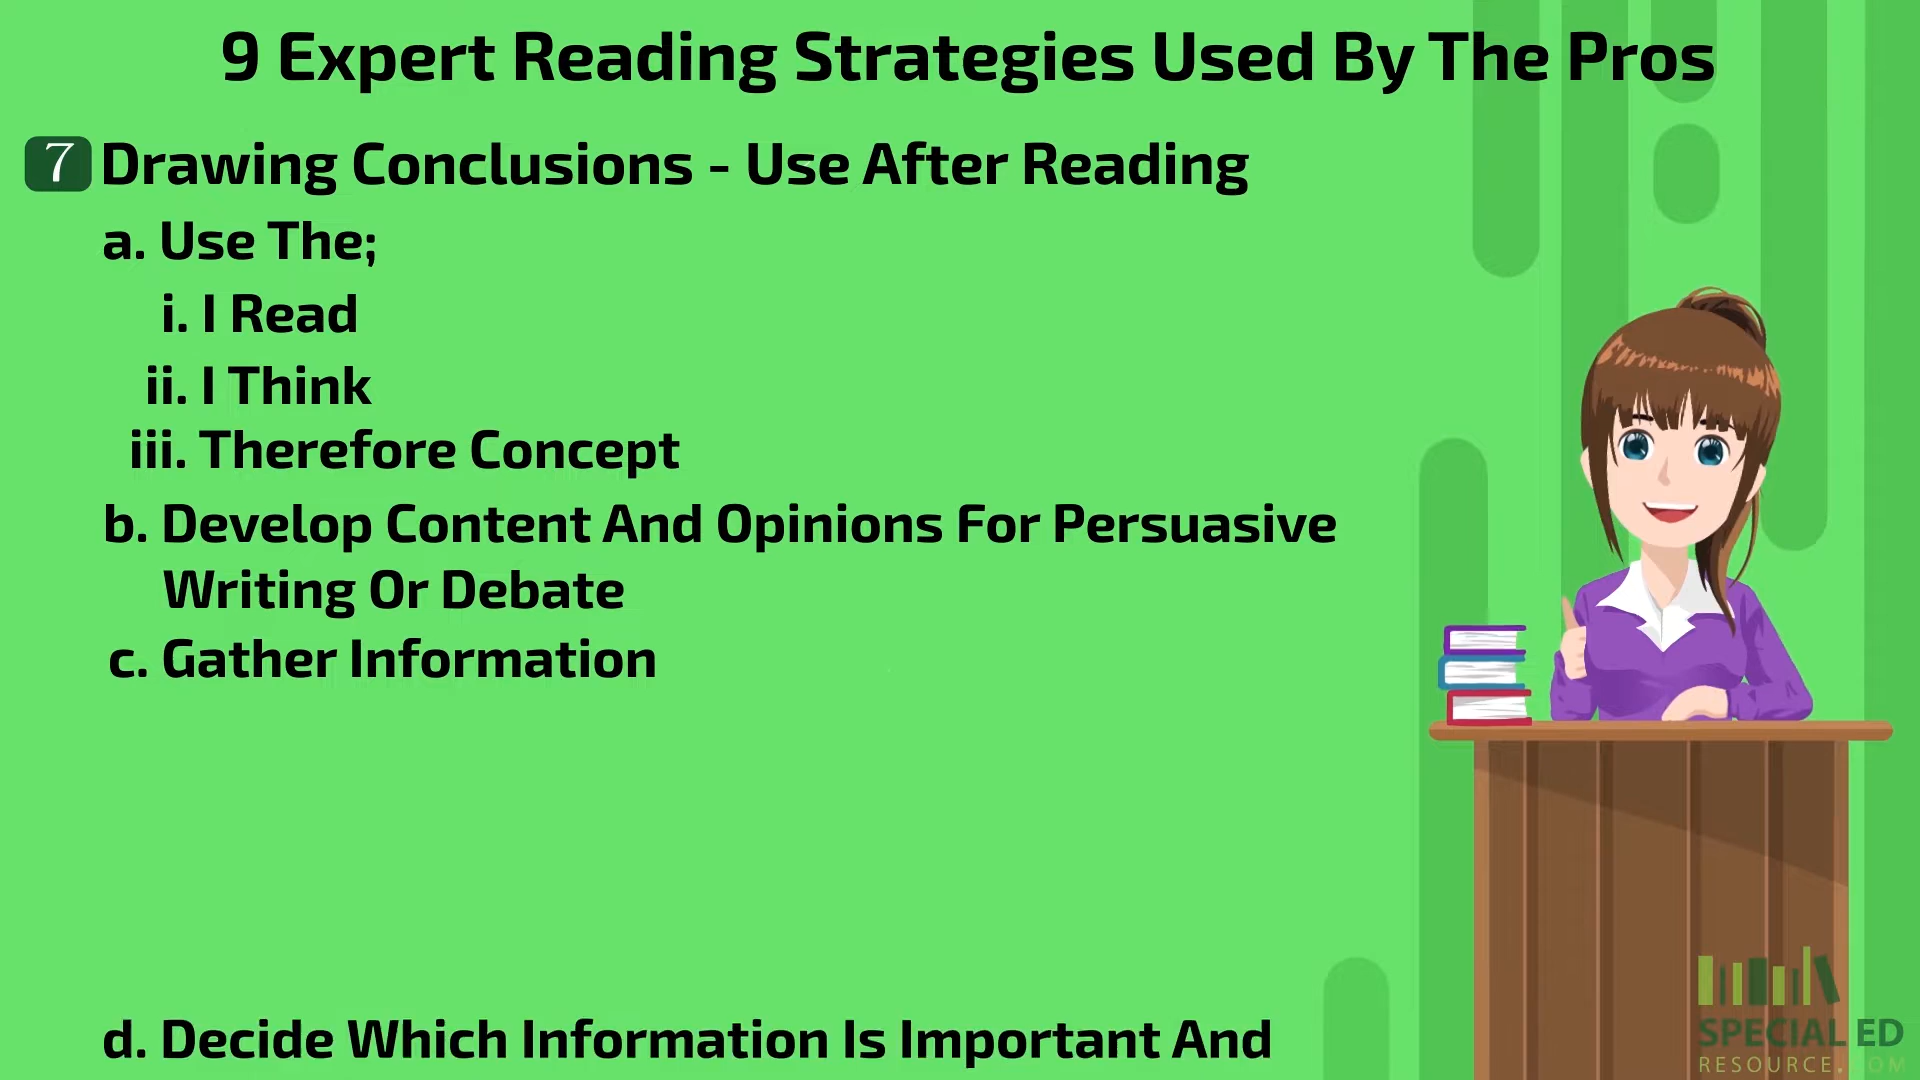 9 Expert Reading Strategies Used By The Pros
7 Drawing Conclusions - Use After Reading
a. Use The;
i. I Read
ii. I Think
iii. Therefore Concept
b. Develop Content And Opinions For Persuasive
Writing Or Debate
c. Gather Information
d. Decide Which Information Is Important And
SPECIAL ED
RESOURCE.COM